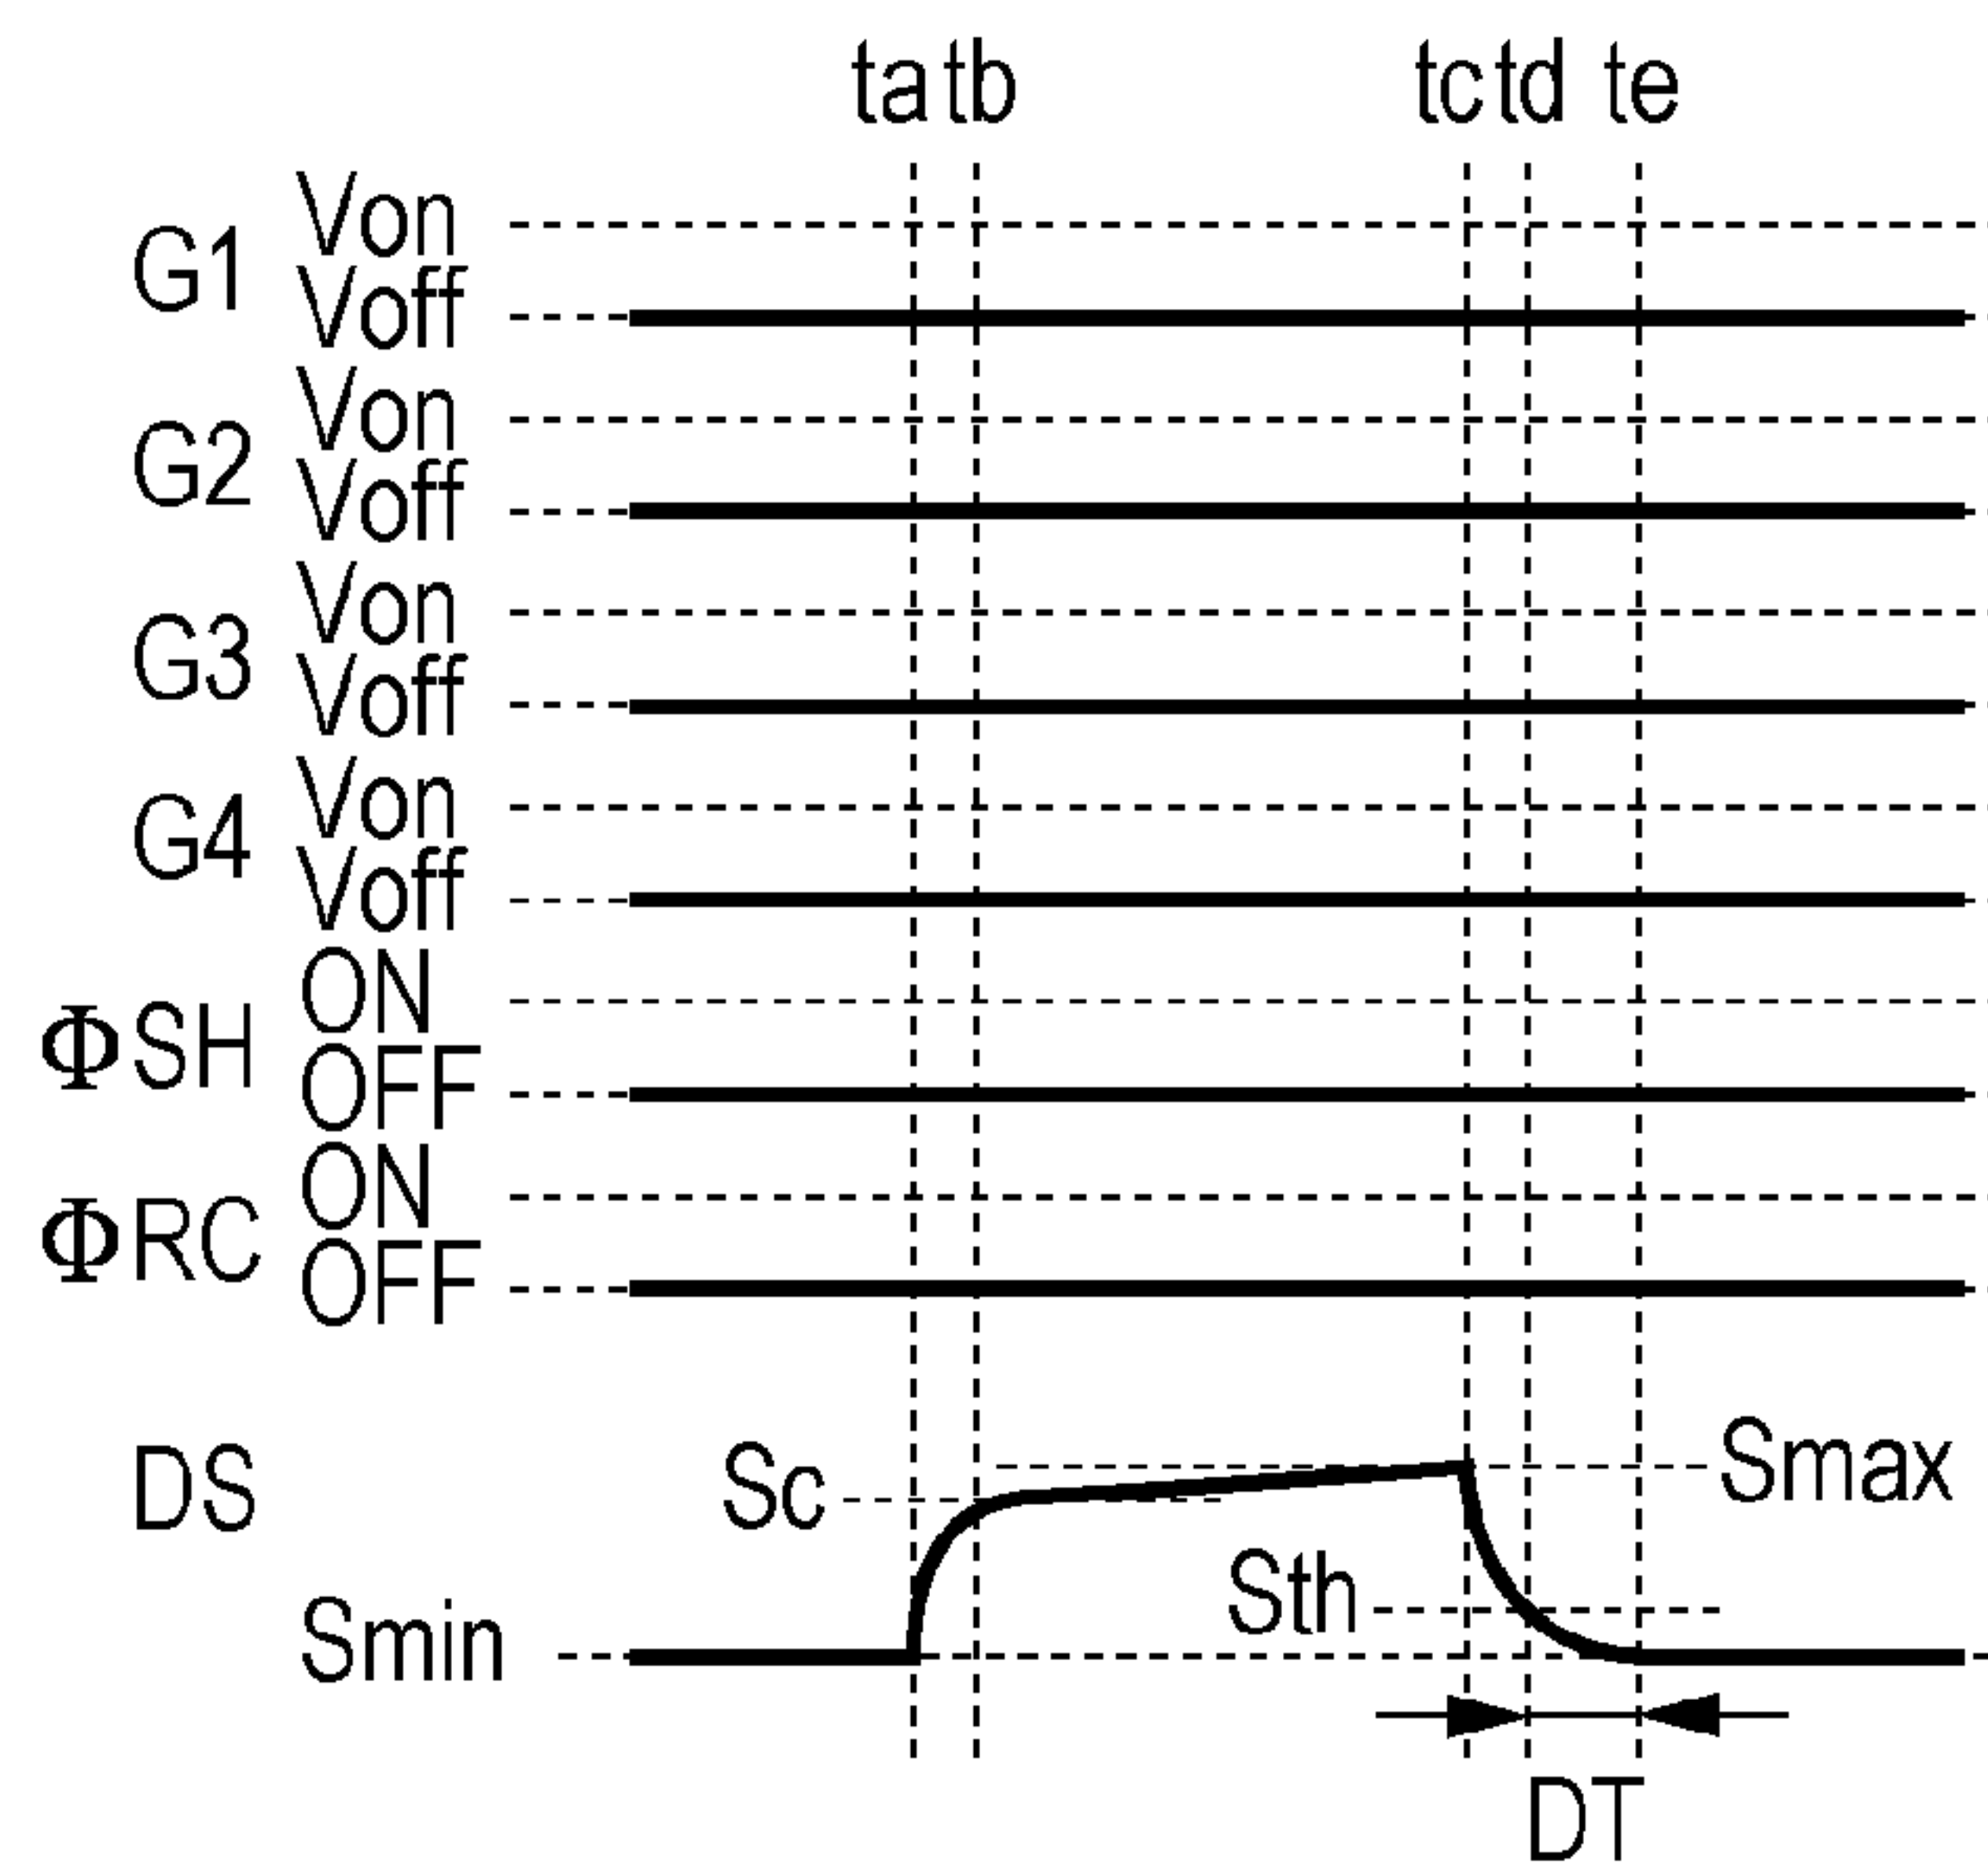 ta tb tc td te
G1 Von
Voff
G2 Von
Voff
G3 Von
Voff
G4 Von
Voff
ΦSH ON
OFF
ΦRC ON
OFF
DS Sc Smax
Sth
Smin
DT